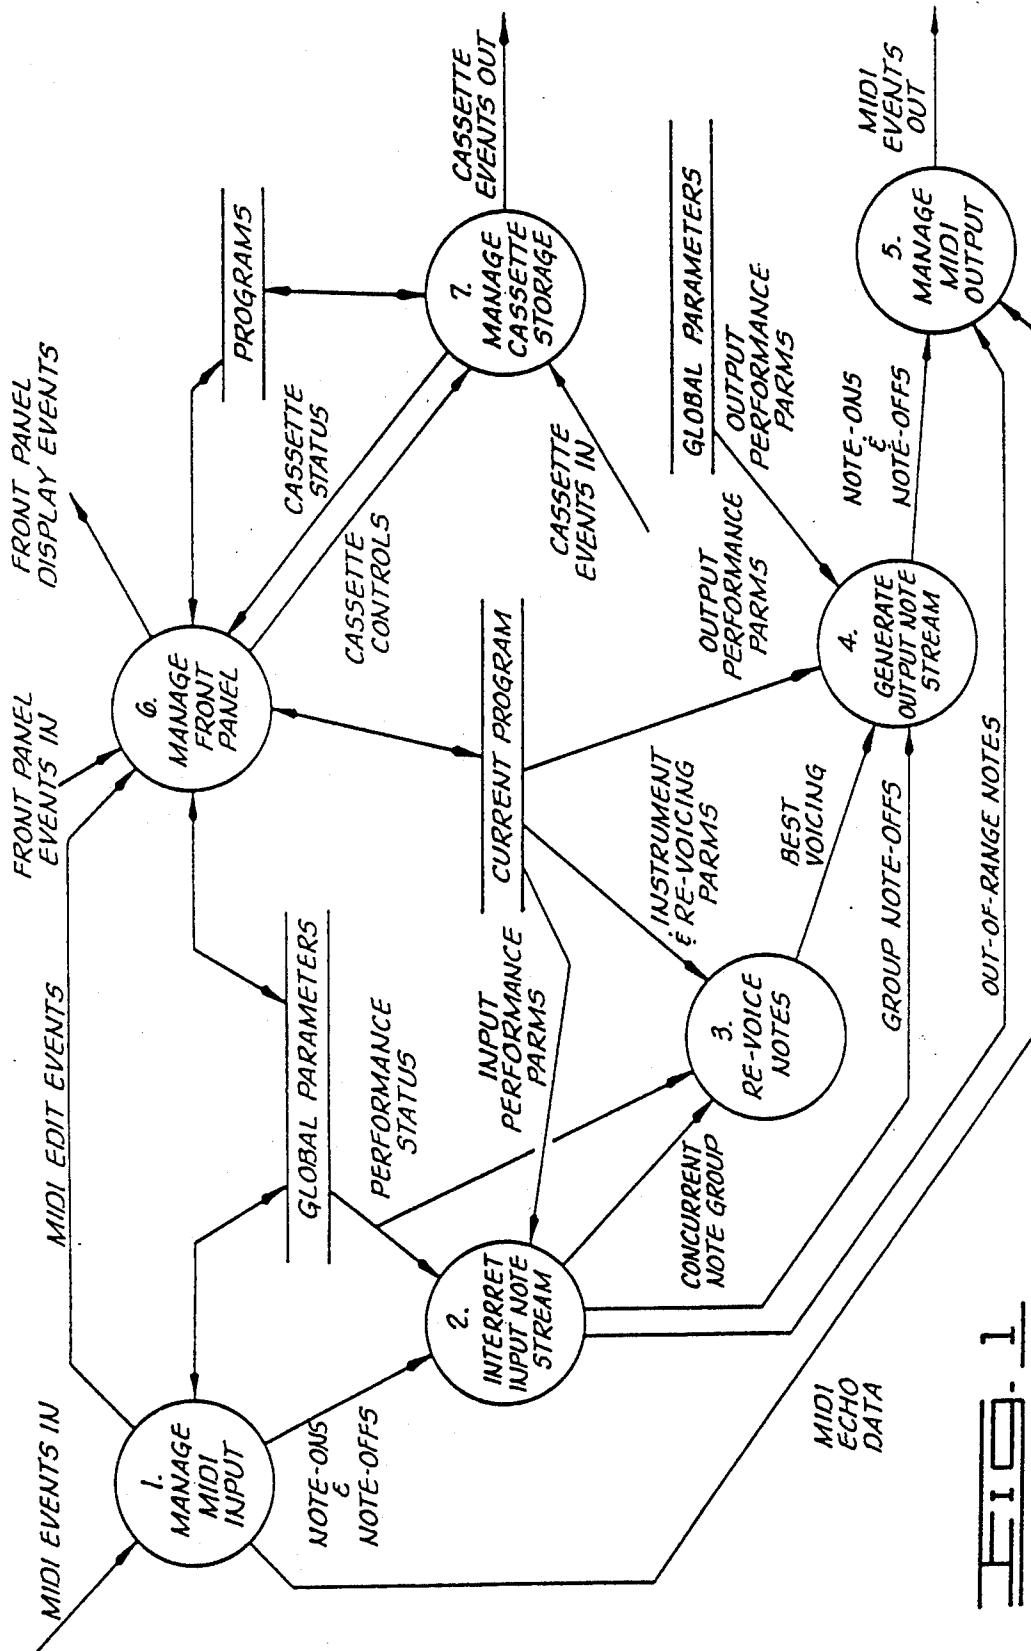 MIDI EVENTS IN
1.
MANAGE
MIDI
INPUT
MIDI EDIT EVENTS
FRONT PANEL
EVENTS IN
FRONT PANEL
DISPLAY EVENTS
6.
MANAGE
FRONT
PANEL
PROGRAMS
CASSETTE
STATUS
CASSETTE
CONTROLS
7.
MANAGE
CASSETTE
STORAGE
CASSETTE
EVENTS OUT
CASSETTE
EVENTS IN
GLOBAL PARAMETERS
PERFORMANCE
STATUS
NOTE-ONS
&
NOTE-OFFS
2.
INTERRRET
INPUT NOTE
STREAM
CURRENT PROGRAM
INPUT
PERFORMANCE
PARMS
INSTRUMENT
& RE-VOICING
PARMS
CONCURRENT
NOTE GROUP
3.
RE-VOICE
NOTES
BEST
VOICING
OUTPUT
PERFORMANCE
PARMS
GLOBAL PARAMETERS
OUTPUT
PERFORMANCE
PARMS
4.
GENERATE
OUTPUT NOTE
STREAM
GROUP NOTE-OFFS
OUT-OF-RANGE NOTES
NOTE-ONS
&
NOTE-OFFS
5.
MANAGE
MIDI
OUTPUT
MIDI
EVENTS
OUT
MIDI
ECHO
DATA
FIG. 1